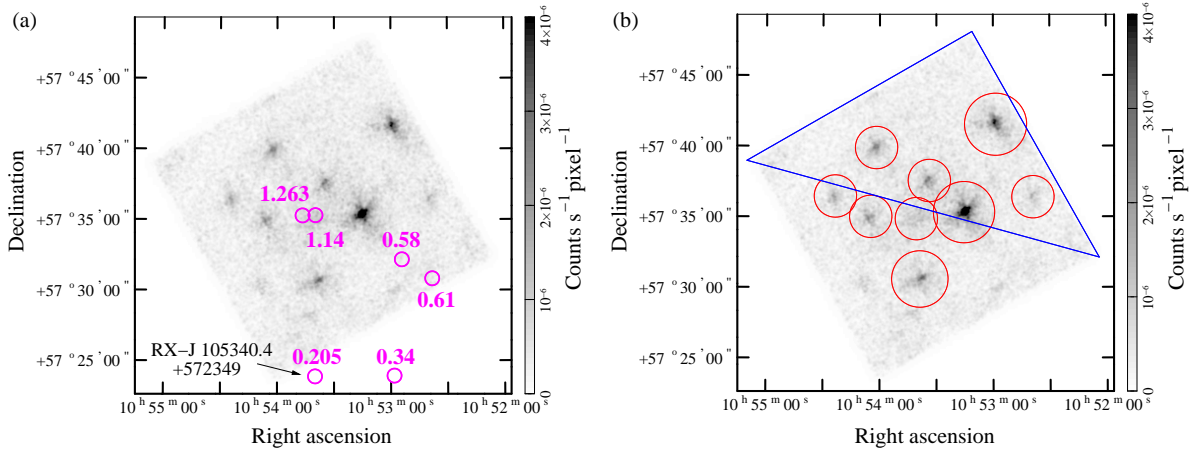 (a)
Declination
+57 °45 ’00 "
+57 °40 ’00 "
+57 °35 ’00 "
+57 °30 ’00 "
+57 °25 ’00 "
1.263
1.14
0.58
0.61
RX–J 105340.4
+572349
0.205
0.34
10 h 55 m 00 s
10 h 54 m 00 s
10 h 53 m 00 s
10 h 52 m 00 s
Right ascension
4×10⁻⁶
3×10⁻⁶
2×10⁻⁶
10⁻⁶
0
Counts s⁻¹ pixel⁻¹
(b)
Declination
+57 °45 ’00 "
+57 °40 ’00 "
+57 °35 ’00 "
+57 °30 ’00 "
+57 °25 ’00 "
10 h 55 m 00 s
10 h 54 m 00 s
10 h 53 m 00 s
10 h 52 m 00 s
Right ascension
4×10⁻⁶
3×10⁻⁶
2×10⁻⁶
10⁻⁶
0
Counts s⁻¹ pixel⁻¹